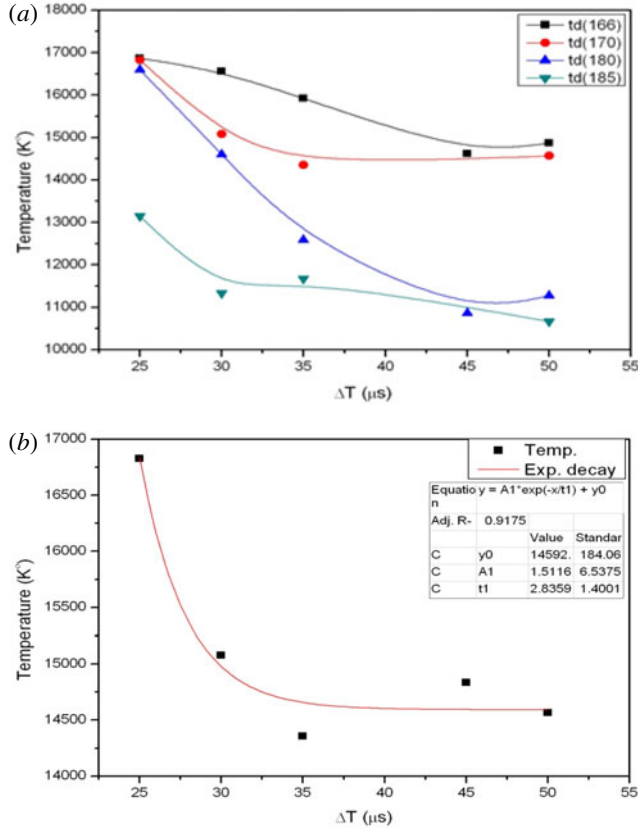 (a)
18000
17000
16000
15000
14000
13000
12000
11000
10000
td(166)
td(170)
td(180)
td(185)
Temperature (K°)
25 30 35 40 45 50 55
ΔT (μs)
(b)
17000
16500
16000
15500
15000
14500
14000
Temp.
Exp. decay
Equatio y = A1*exp(-x/t1) + y0
n
Adj. R- 0.9175
Value Standar
C y0 14592. 184.06
C A1 1.5116 6.5375
C t1 2.8359 1.4001
Temperature (K°)
25 30 35 40 45 50 55
ΔT (μs)